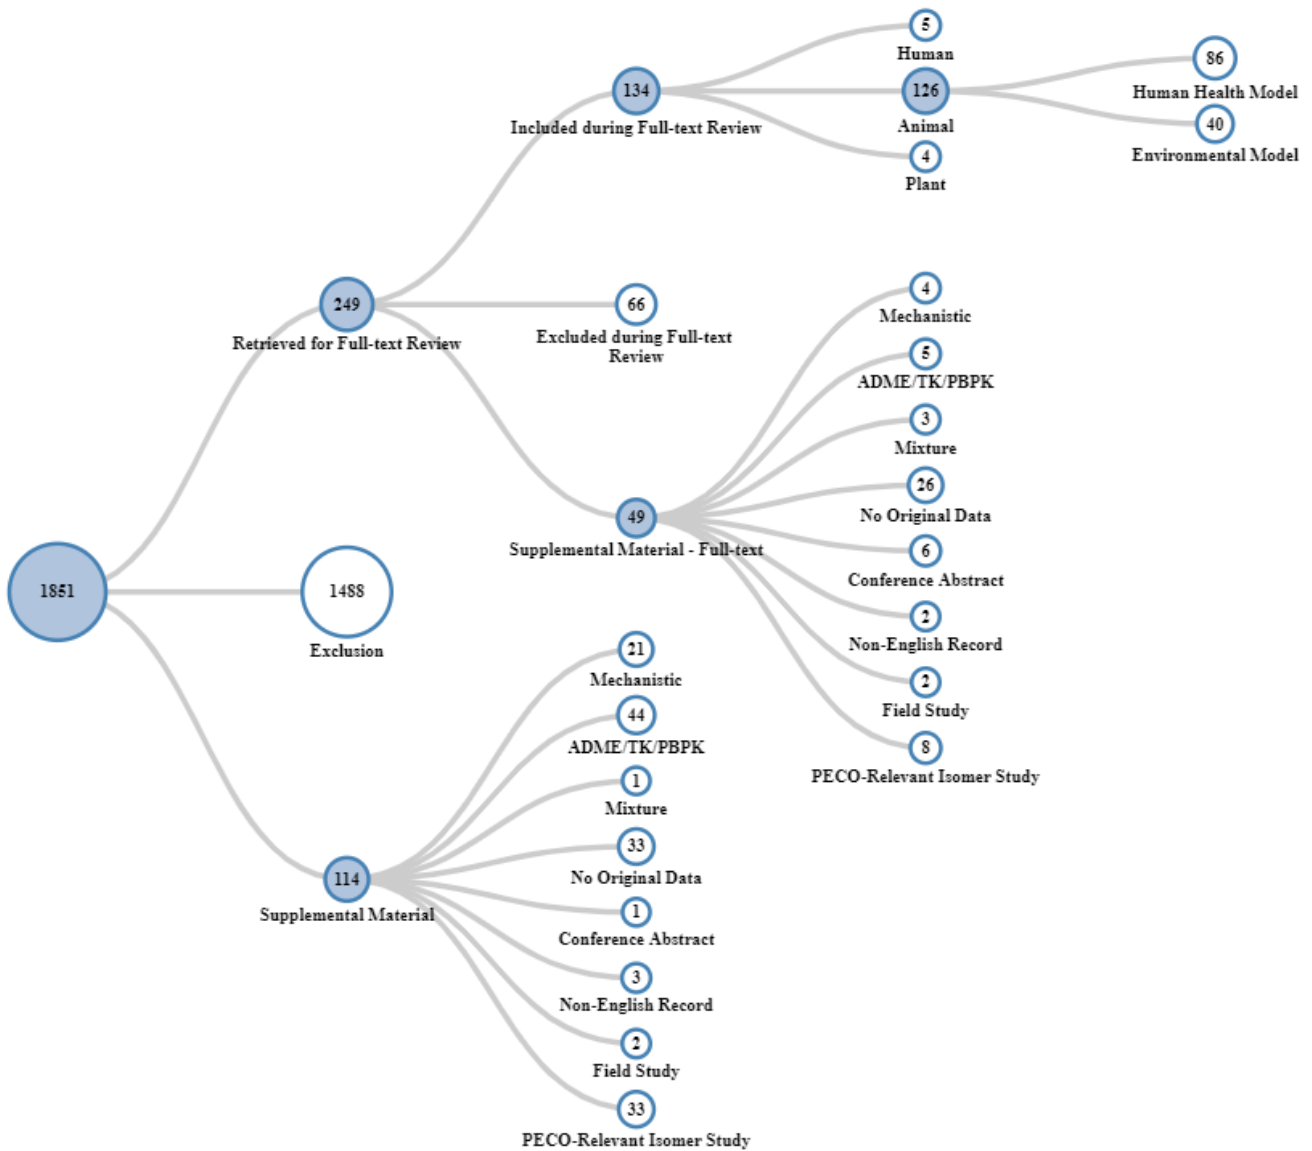 5
Human
134
Included during Full-text Review
126
Animal
4
Plant
86
Human Health Model
40
Environmental Model
249
Retrieved for Full-text Review
66
Excluded during Full-text
Review
49
Supplemental Material - Full-text
4
Mechanistic
5
ADME/TK/PBPK
3
Mixture
26
No Original Data
6
Conference Abstract
2
Non-English Record
2
Field Study
8
PECO-Relevant Isomer Study
1851
1488
Exclusion
114
Supplemental Material
21
Mechanistic
44
ADME/TK/PBPK
1
Mixture
33
No Original Data
1
Conference Abstract
3
Non-English Record
2
Field Study
33
PECO-Relevant Isomer Study